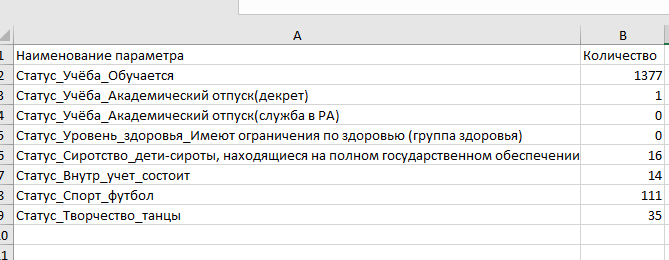 A B
1 Наименование параметра Количество
2 Статус_Учёба_Обучается 1377
3 Статус_Учёба_Академический отпуск(декрет) 1
4 Статус_Учёба_Академический отпуск(служба в РА) 0
5 Статус_Уровень_здоровья_Имеют ограничения по здоровью (группа здоровья) 0
6 Статус_Сиротство_дети-сироты, находящиеся на полном государственном обеспечении 16
7 Статус_Внутр_учет_состоит 14
8 Статус_Спорт_футбол 111
9 Статус_Творчество_танцы 35
10
11